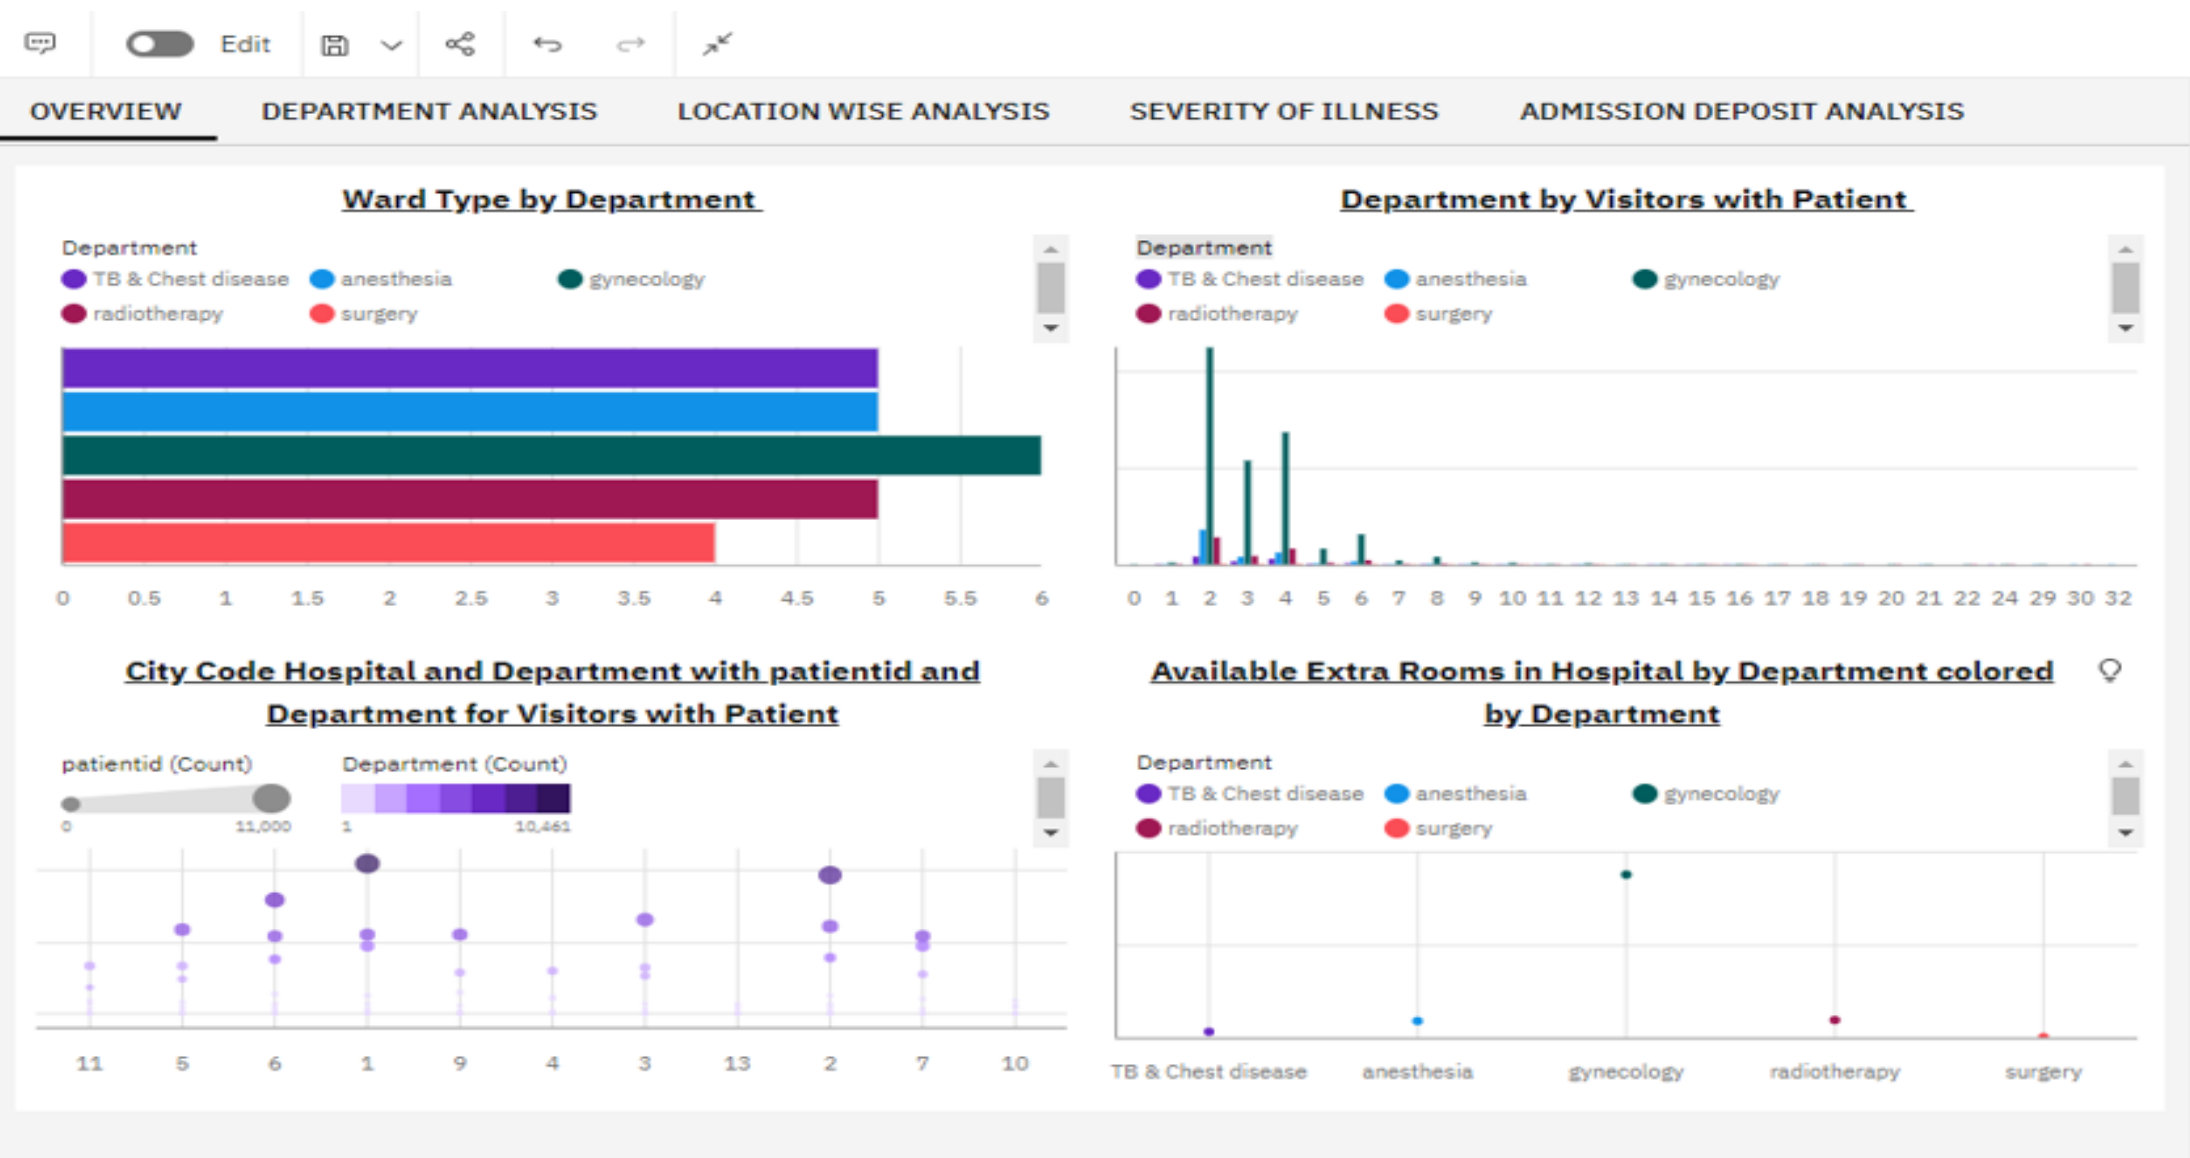 Edit
OVERVIEW DEPARTMENT ANALYSIS LOCATION WISE ANALYSIS SEVERITY OF ILLNESS ADMISSION DEPOSIT ANALYSIS
Ward Type by Department
Department
TB & Chest disease anesthesia gynecology
radiotherapy surgery
0 0.5 1 1.5 2 2.5 3 3.5 4 4.5 5 5.5 6
Department by Visitors with Patient
Department
TB & Chest disease anesthesia gynecology
radiotherapy surgery
0 1 2 3 4 5 6 7 8 9 10 11 12 13 14 15 16 17 18 19 20 21 22 24 29 30 32
City Code Hospital and Department with patientid and
Department for Visitors with Patient
patientid (Count) Department (Count)
0 11,000 1 10,461
11 5 6 1 9 4 3 13 2 7 10
Available Extra Rooms in Hospital by Department colored
by Department
Department
TB & Chest disease anesthesia gynecology
radiotherapy surgery
TB & Chest disease anesthesia gynecology radiotherapy surgery